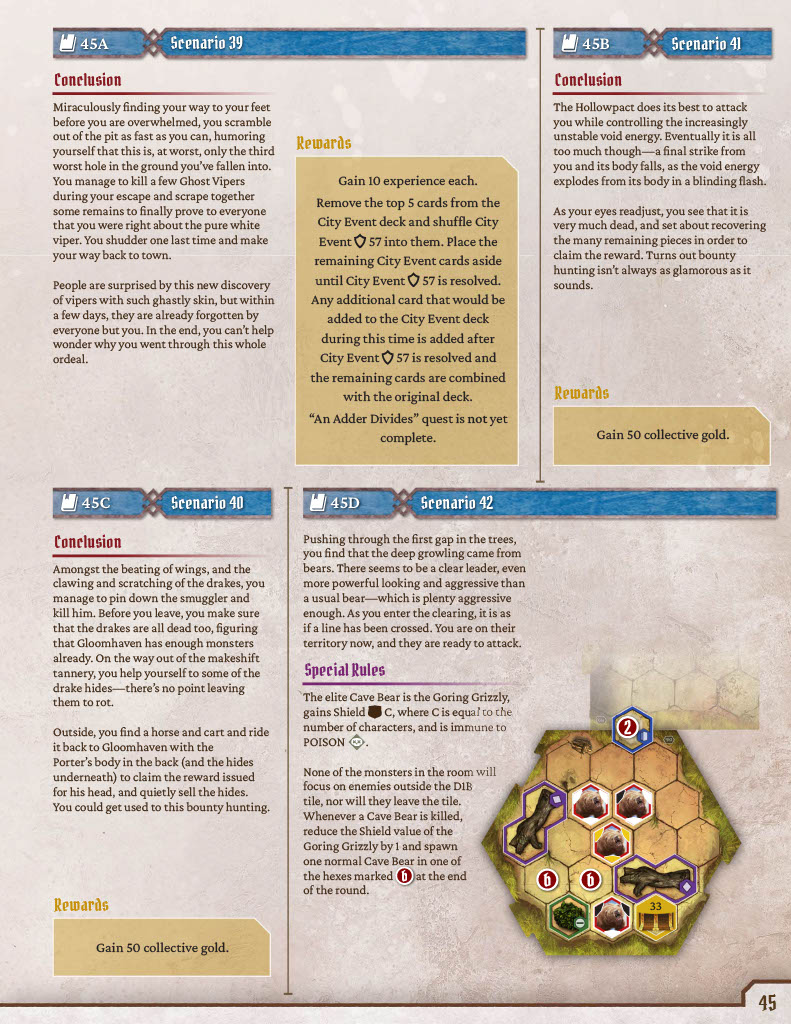 45A Scenario 39
Conclusion
Miraculously finding your way to your feet
before you are overwhelmed, you scramble
out of the pit as fast as you can, humoring
yourself that this is, at worst, only the third
worst hole in the ground you've fallen into.
You manage to kill a few Ghost Vipers
during your escape and scrape together
some remains to finally prove to everyone
that you were right about the pure white
viper. You shudder one last time and make
your way back to town.
People are surprised by this new discovery
of vipers with such ghastly skin, but within
a few days, they are already forgotten by
everyone but you. In the end, you can't help
wonder why you went through this whole
ordeal.
Rewards
Gain 10 experience each.
Remove the top 5 cards from the
City Event deck and shuffle City
Event 57 into them. Place the
remaining City Event cards aside
until City Event 57 is resolved.
Any additional card that would be
added to the City Event deck
during this time is added after
City Event 57 is resolved and
the remaining cards are combined
with the original deck.
"An Adder Divides" quest is not yet
complete.
45B Scenario 41
Conclusion
The Hollowpact does its best to attack
you while controlling the increasingly
unstable void energy. Eventually it is all
too much though—a final strike from
you and its body falls, as the void energy
explodes from its body in a blinding flash.
As your eyes readjust, you see that it is
very much dead, and set about recovering
the many remaining pieces in order to
claim the reward. Turns out bounty
hunting isn't always as glamorous as it
sounds.
Rewards
Gain 50 collective gold.
45C Scenario 40
Conclusion
Amongst the beating of wings, and the
clawing and scratching of the drakes, you
manage to pin down the smuggler and
kill him. Before you leave, you make sure
that the drakes are all dead too, figuring
that Gloomhaven has enough monsters
already. On the way out of the makeshift
tannery, you help yourself to some of the
drake hides—there's no point leaving
them to rot.
Outside, you find a horse and cart and ride
it back to Gloomhaven with the
Porter's body in the back (and the hides
underneath) to claim the reward issued
for his head, and quietly sell the hides.
You could get used to this bounty hunting.
Rewards
Gain 50 collective gold.
45D Scenario 42
Pushing through the first gap in the trees,
you find that the deep growling came from
bears. There seems to be a clear leader, even
more powerful looking and aggressive than
a usual bear—which is plenty aggressive
enough. As you enter the clearing, it is as
if a line has been crossed. You are on their
territory now, and they are ready to attack.
Special Rules
The elite Cave Bear is the Goring Grizzly,
gains Shield C, where C is equal to the
number of characters, and is immune to
POISON .
None of the monsters in the room will
focus on enemies outside the D1B
tile, nor will they leave the tile.
Whenever a Cave Bear is killed,
reduce the Shield value of the
Goring Grizzly by 1 and spawn
one normal Cave Bear in one of
the hexes marked 6 at the end
of the round.
2
6 6
33
45